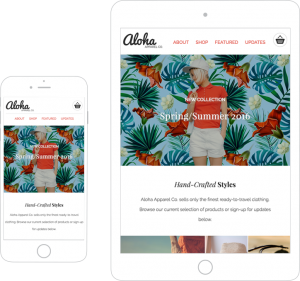 Aloha
APPAREL CO
ABOUT SHOP FEATURED UPDATES
NEW COLLECTION
Spring/Summer 2016
Hand-Crafted Styles
Aloha Apparel Co. sells only the finest ready-to-travel
clothing. Browse our current selection of
products or sign-up for updates below.
Aloha
APPAREL CO
ABOUT SHOP FEATURED UPDATES
NEW COLLECTION
Spring/Summer 2016
Hand-Crafted Styles
Aloha Apparel Co. sells only the finest ready-to-travel clothing.
Browse our current selection of products or sign-up for updates
below.